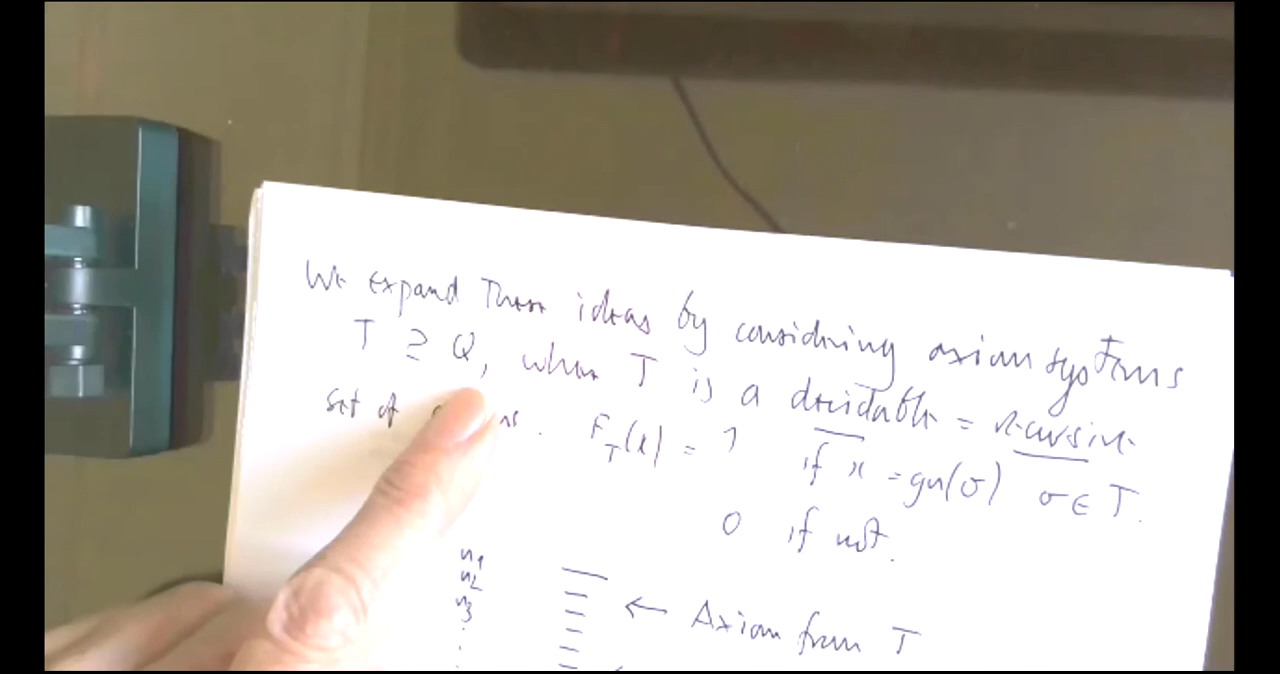 We expand these ideas by considering axiom systems
T ⊇ Q, where T is a decidable = recursive
set of
F_T(x) = 1 if x = gn(σ) σ ∈ T.
0 if not.
n1
n2
n3 ← Axiom from T